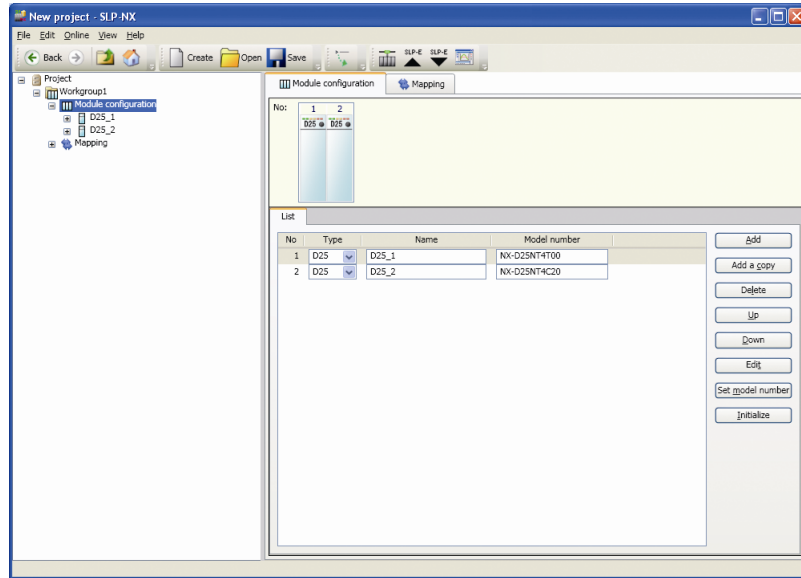 New project - SLP-NX
File Edit Online View Help
Back Create Open Save SLP-E SLP-E
Project
Workgroup1
Module configuration
D25_1
D25_2
Mapping
Module configuration Mapping
No: 1 2
D25 D25
List
No Type Name Model number
1 D25 D25_1 NX-D25NT4T00
2 D25 D25_2 NX-D25NT4C20
Add
Add a copy
Delete
Up
Down
Edit
Set model number
Initialize